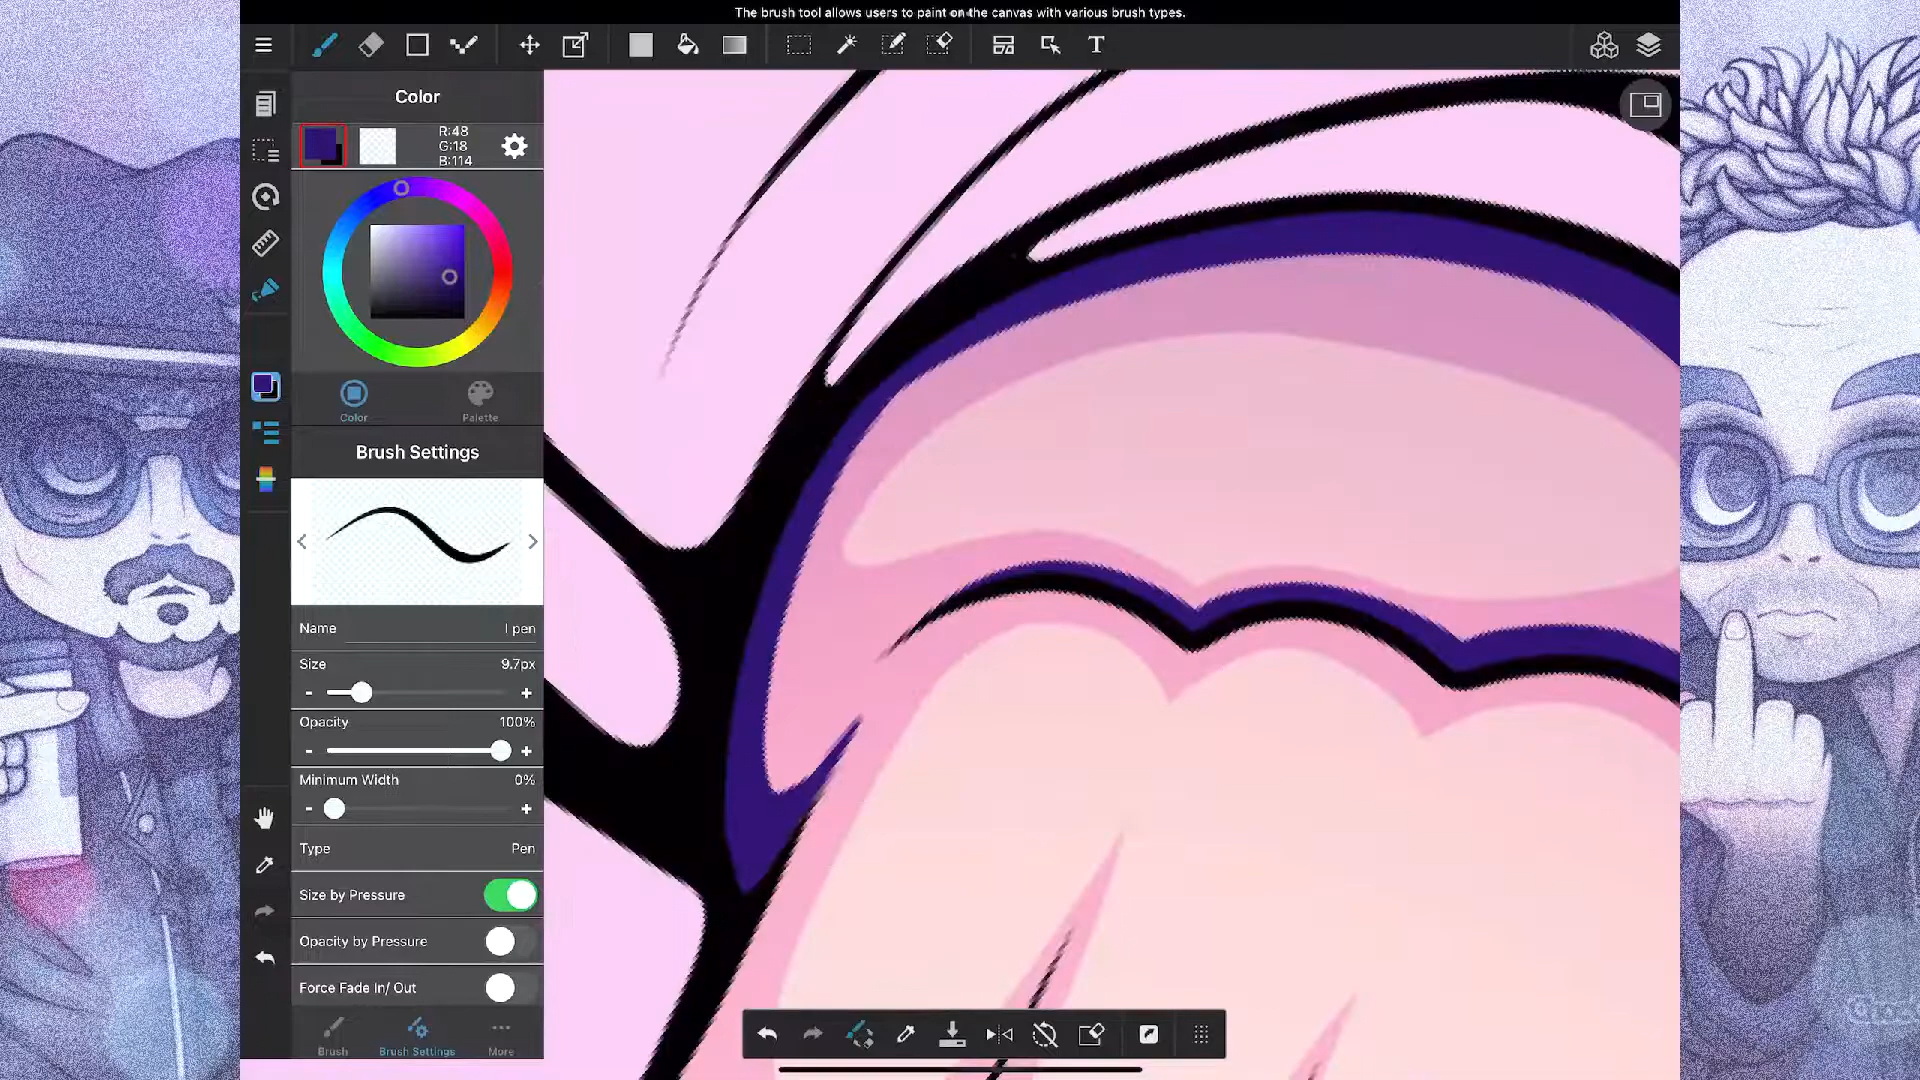 The brush tool allows users to paint on the canvas with various brush types.
T
Color
R:48
G:18
B:114
Color
Palette
Brush Settings
Name
I pen
Size
9.7px
- +
Opacity
100%
- +
Minimum Width
0%
- +
Type
Pen
Size by Pressure
Opacity by Pressure
Force Fade In/ Out
Brush
Brush Settings
More